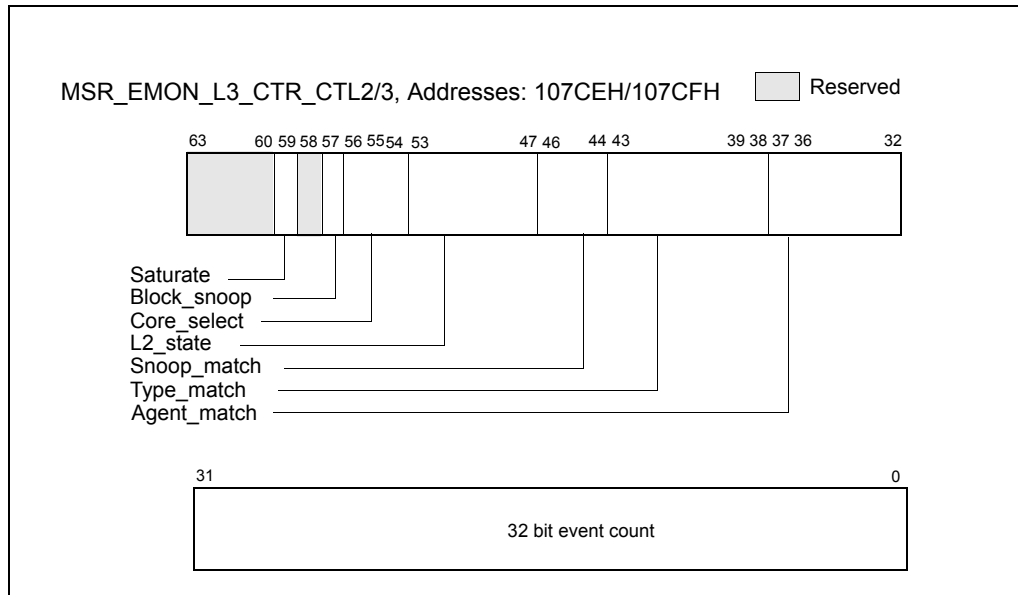 MSR_EMON_L3_CTR_CTL2/3, Addresses: 107CEH/107CFH Reserved
63 60 59 58 57 56 55 54 53 47 46 44 43 39 38 37 36 32
Saturate
Block_snoop
Core_select
L2_state
Snoop_match
Type_match
Agent_match
31 0
32 bit event count